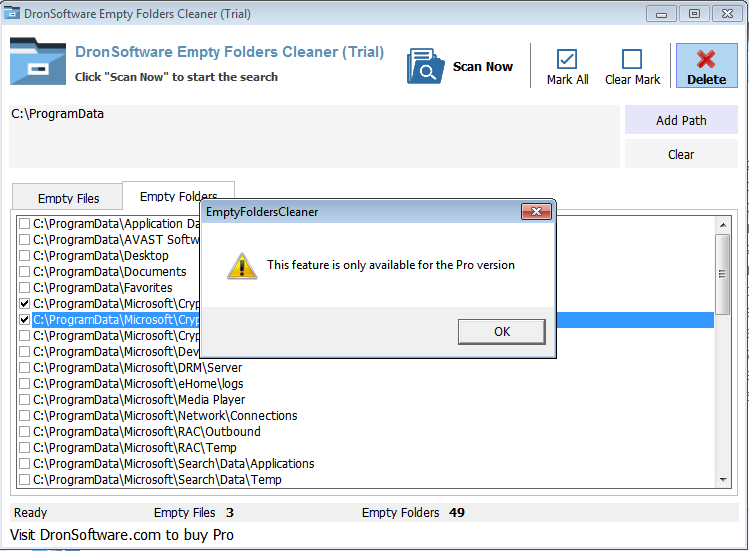 DronSoftware Empty Folders Cleaner (Trial)
DronSoftware Empty Folders Cleaner (Trial)
Click "Scan Now" to start the search
Scan Now
Mark All
Clear Mark
Delete
C:\ProgramData
Add Path
Clear
Empty Files
Empty Folders
C:\ProgramData\Application Da
C:\ProgramData\AVAST Softw
C:\ProgramData\Desktop
C:\ProgramData\Documents
C:\ProgramData\Favorites
C:\ProgramData\Microsoft\Cryp
C:\ProgramData\Microsoft\Cryp
C:\ProgramData\Microsoft\Cryp
C:\ProgramData\Microsoft\Dev
C:\ProgramData\Microsoft\DRM\Server
C:\ProgramData\Microsoft\eHome\logs
C:\ProgramData\Microsoft\Media Player
C:\ProgramData\Microsoft\Network\Connections
C:\ProgramData\Microsoft\RAC\Outbound
C:\ProgramData\Microsoft\RAC\Temp
C:\ProgramData\Microsoft\Search\Data\Applications
C:\ProgramData\Microsoft\Search\Data\Temp
EmptyFoldersCleaner
This feature is only available for the Pro version
OK
Ready
Empty Files 3
Empty Folders 49
Visit DronSoftware.com to buy Pro